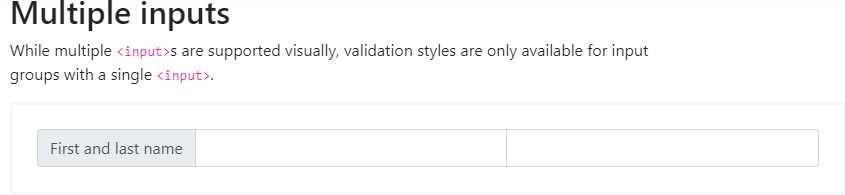 Multiple inputs
While multiple <input>s are supported visually, validation styles are only available for input
groups with a single <input>.
First and last name